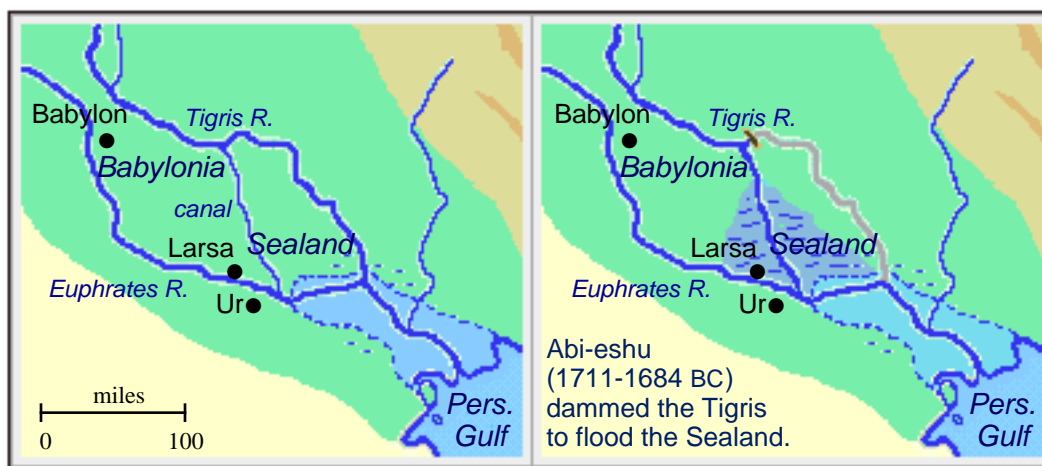 Babylon
Tigris R.
Babylonia
canal
Larsa
Sealand
Euphrates R.
Ur
miles
0 100
Pers.
Gulf
Babylon
Tigris R.
Babylonia
Larsa
Sealand
Euphrates R.
Ur
Abi-eshu
(1711-1684 BC)
dammed the Tigris
to flood the Sealand.
Pers.
Gulf